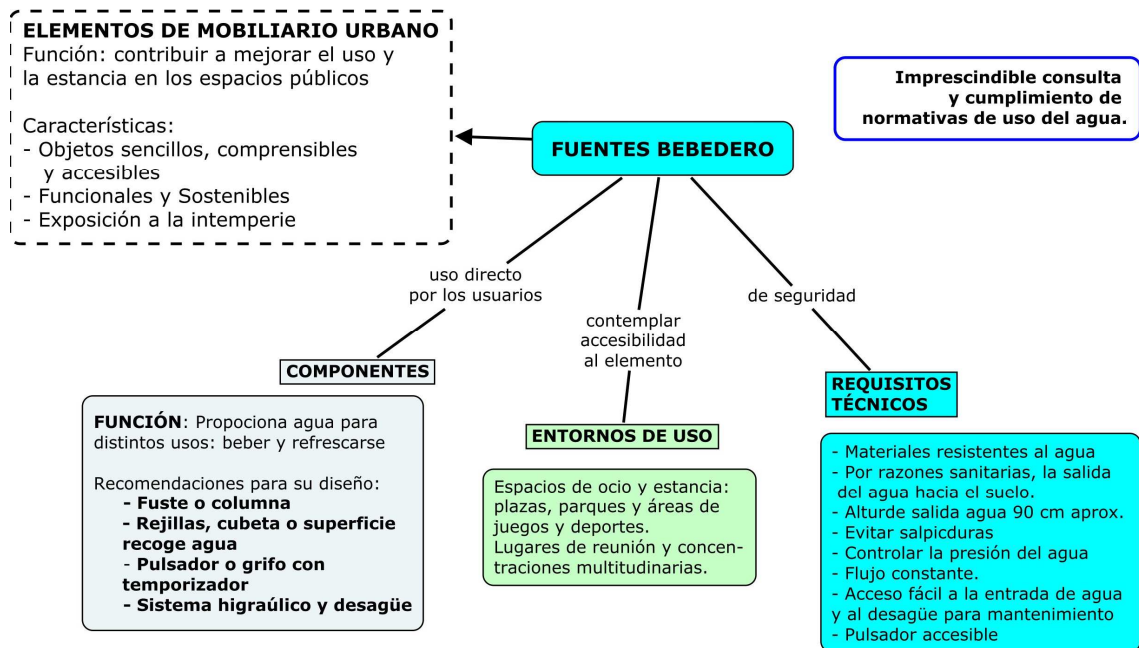 ELEMENTOS DE MOBILIARIO URBANO
Función: contribuir a mejorar el uso y
la estancia en los espacios públicos
Características:
- Objetos sencillos, comprensibles
y accesibles
- Funcionales y Sostenibles
- Exposición a la intemperie
Imprescindible consulta
y cumplimiento de
normativas de uso del agua.
FUENTES BEBEDERO
uso directo
por los usuarios
contemplar
accesibilidad
al elemento
de seguridad
COMPONENTES
FUNCIÓN: Propociona agua para
distintos usos: beber y refrescarse
Recomendaciones para su diseño:
- Fuste o columna
- Rejillas, cubeta o superficie
recoge agua
- Pulsador o grifo con
temporizador
- Sistema higraúlico y desagüe
ENTORNOS DE USO
Espacios de ocio y estancia:
plazas, parques y áreas de
juegos y deportes.
Lugares de reunión y concen-
traciones multitudinarias.
REQUISITOS
TÉCNICOS
- Materiales resistentes al agua
- Por razones sanitarias, la salida
del agua hacia el suelo.
- Alturde salida agua 90 cm aprox.
- Evitar salpicduras
- Controlar la presión del agua
- Flujo constante.
- Acceso fácil a la entrada de agua
y al desagüe para mantenimiento
- Pulsador accesible